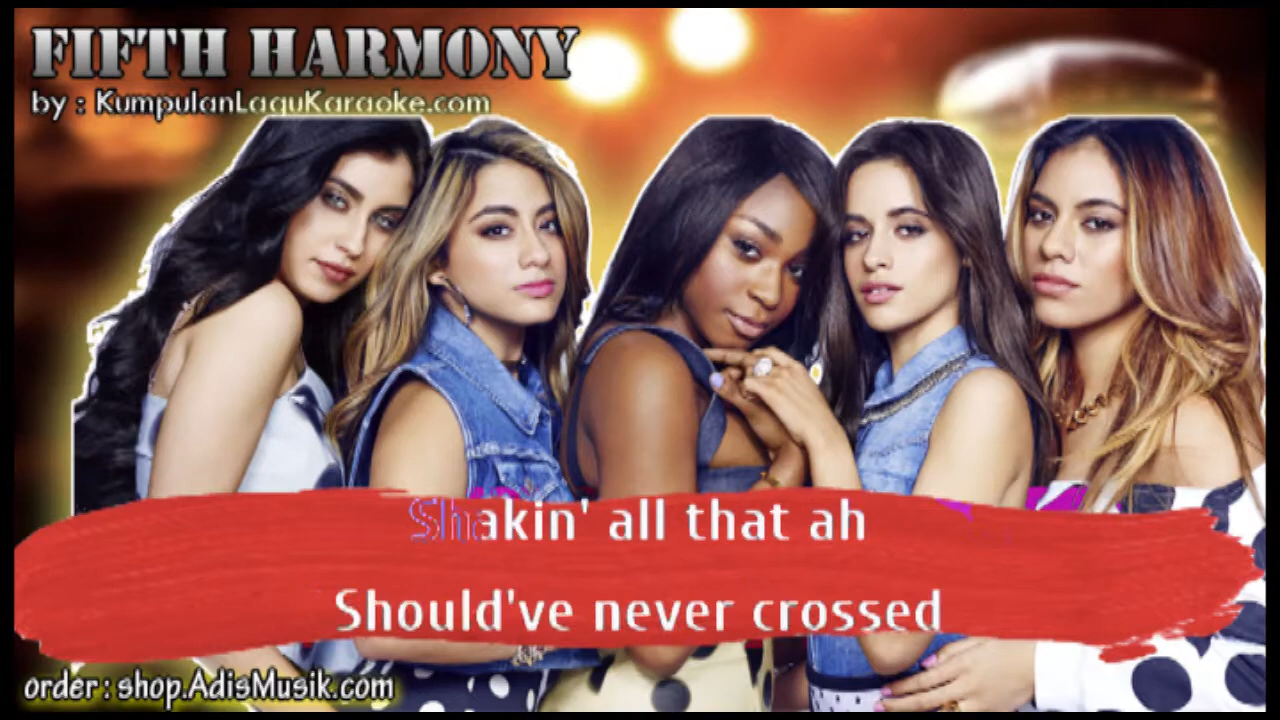 FIFTH HARMONY
by : KumpulanLaguKaraoke.com
Shakin' all that ah
Should've never crossed
order : shop.AdisMusik.com